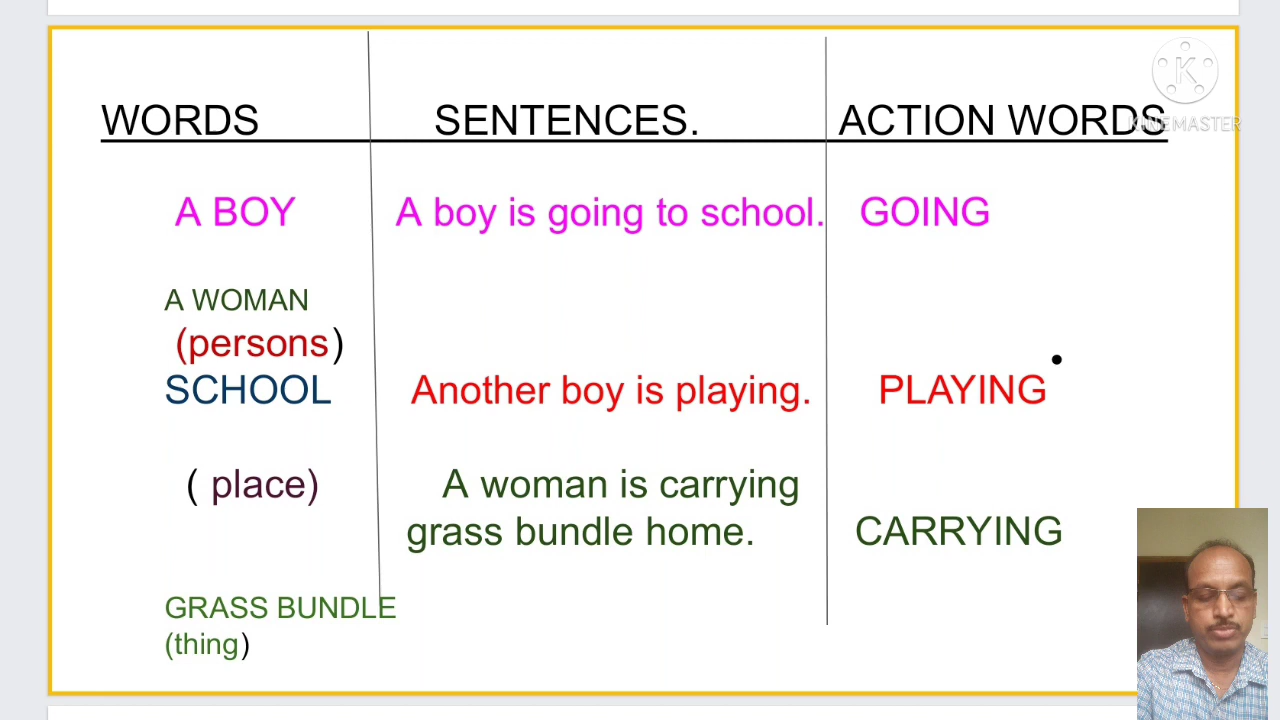 WORDS SENTENCES. ACTION WORDS
K
KINEMASTER
A BOY A boy is going to school. GOING
A WOMAN
(persons)
SCHOOL Another boy is playing. PLAYING
( place) A woman is carrying
grass bundle home. CARRYING
GRASS BUNDLE
(thing)